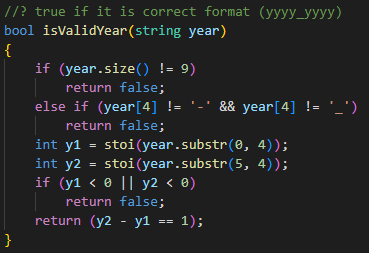 //? true if it is correct format (yyyy_yyyy)
bool isValidYear(string year)
{
    if (year.size() != 9)
        return false;
    else if (year[4] != '-' && year[4] != '_')
        return false;
    int y1 = stoi(year.substr(0, 4));
    int y2 = stoi(year.substr(5, 4));
    if (y1 < 0 || y2 < 0)
        return false;
    return (y2 - y1 == 1);
}